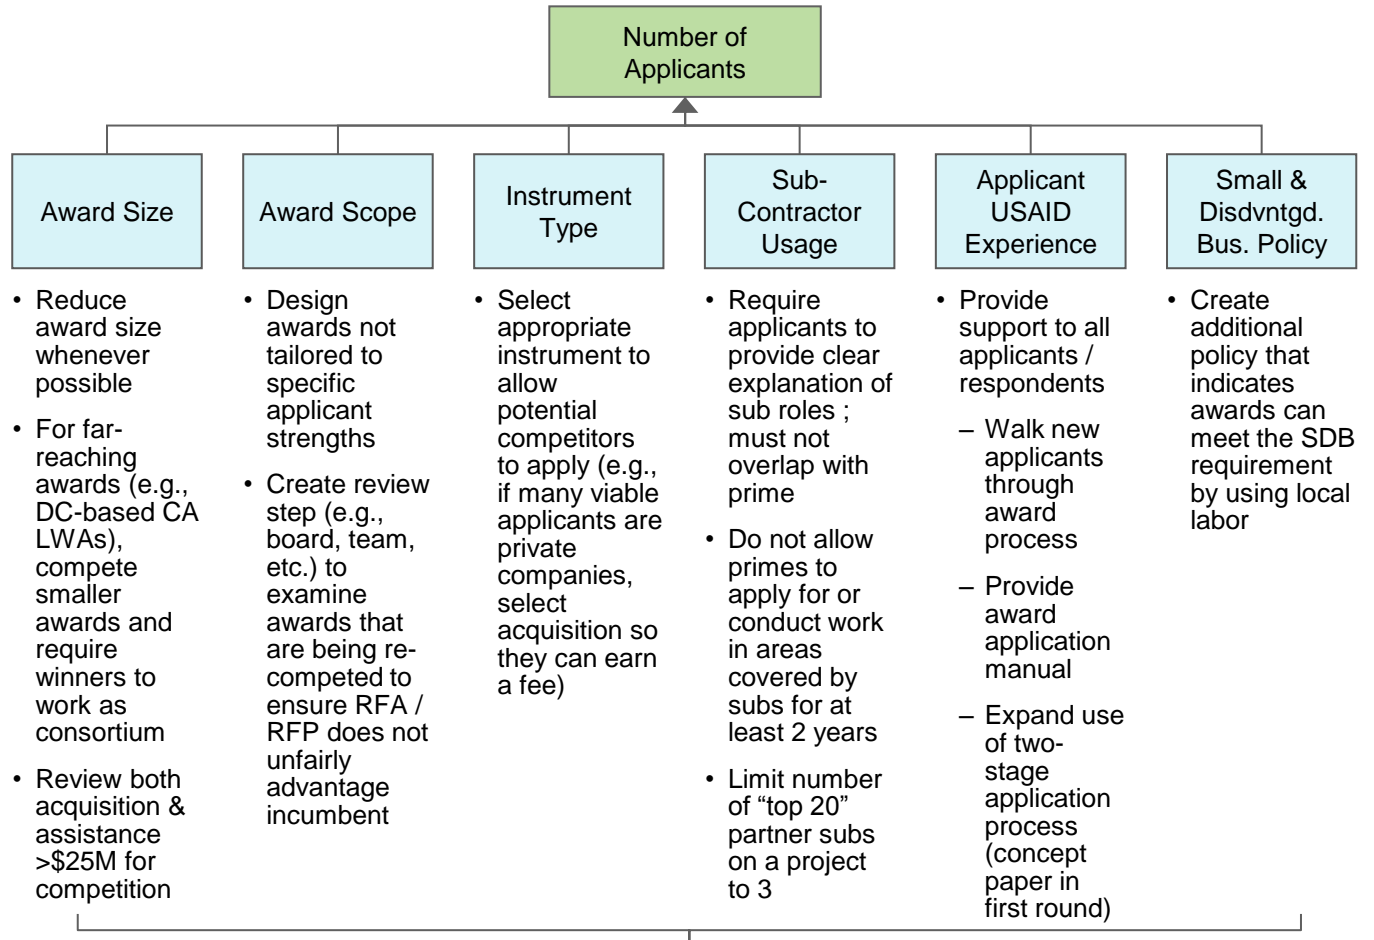 Number of
Applicants
Award Size
Award Scope
Instrument
Type
Sub-
Contractor
Usage
Applicant
USAID
Experience
Small &
Disdvntgd.
Bus. Policy
• Reduce
award size
whenever
possible
• For far-
reaching
awards (e.g.,
DC-based CA
LWAs),
compete
smaller
awards and
require
winners to
work as
consortium
• Review both
acquisition &
assistance
>$25M for
competition
• Design
awards not
tailored to
specific
applicant
strengths
• Create review
step (e.g.,
board, team,
etc.) to
examine
awards that
are being re-
competed to
ensure RFA /
RFP does not
unfairly
advantage
incumbent
• Select
appropriate
instrument to
allow
potential
competitors
to apply (e.g.,
if many viable
applicants are
private
companies,
select
acquisition so
they can earn
a fee)
• Require
applicants to
provide clear
explanation of
sub roles ;
must not
overlap with
prime
• Do not allow
primes to
apply for or
conduct work
in areas
covered by
subs for at
least 2 years
• Limit number
of “top 20”
partner subs
on a project
to 3
• Provide
support to all
applicants /
respondents
– Walk new
applicants
through
award
process
– Provide
award
application
manual
– Expand use
of two-
stage
application
process
(concept
paper in
first round)
• Create
additional
policy that
indicates
awards can
meet the SDB
requirement
by using local
labor